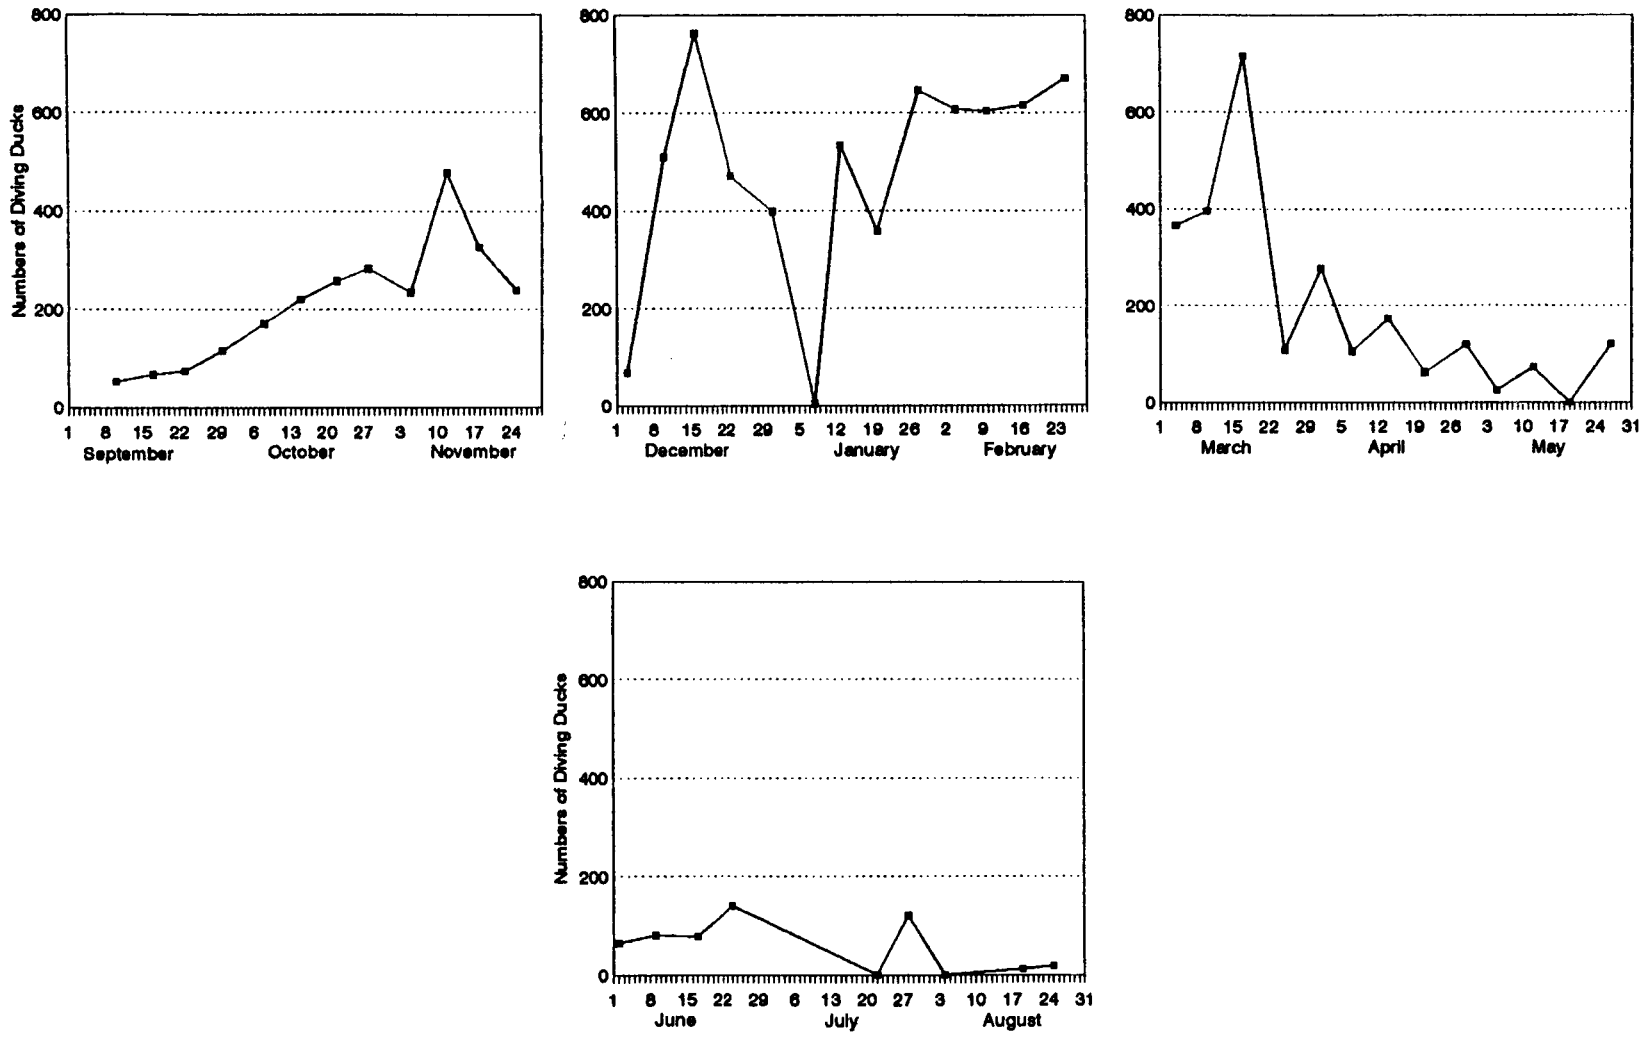 800
600
400
200
0
Numbers of Diving Ducks
1 8 15 22 29 6 13 20 27 3 10 17 24
September October November
800
600
400
200
0
1 8 15 22 29 5 12 19 26 2 9 16 23
December January February
800
600
400
200
0
1 8 15 22 29 5 12 19 26 3 10 17 24 31
March April May
800
600
400
200
0
Numbers of Diving Ducks
1 8 15 22 29 6 13 20 27 3 10 17 24 31
June July August